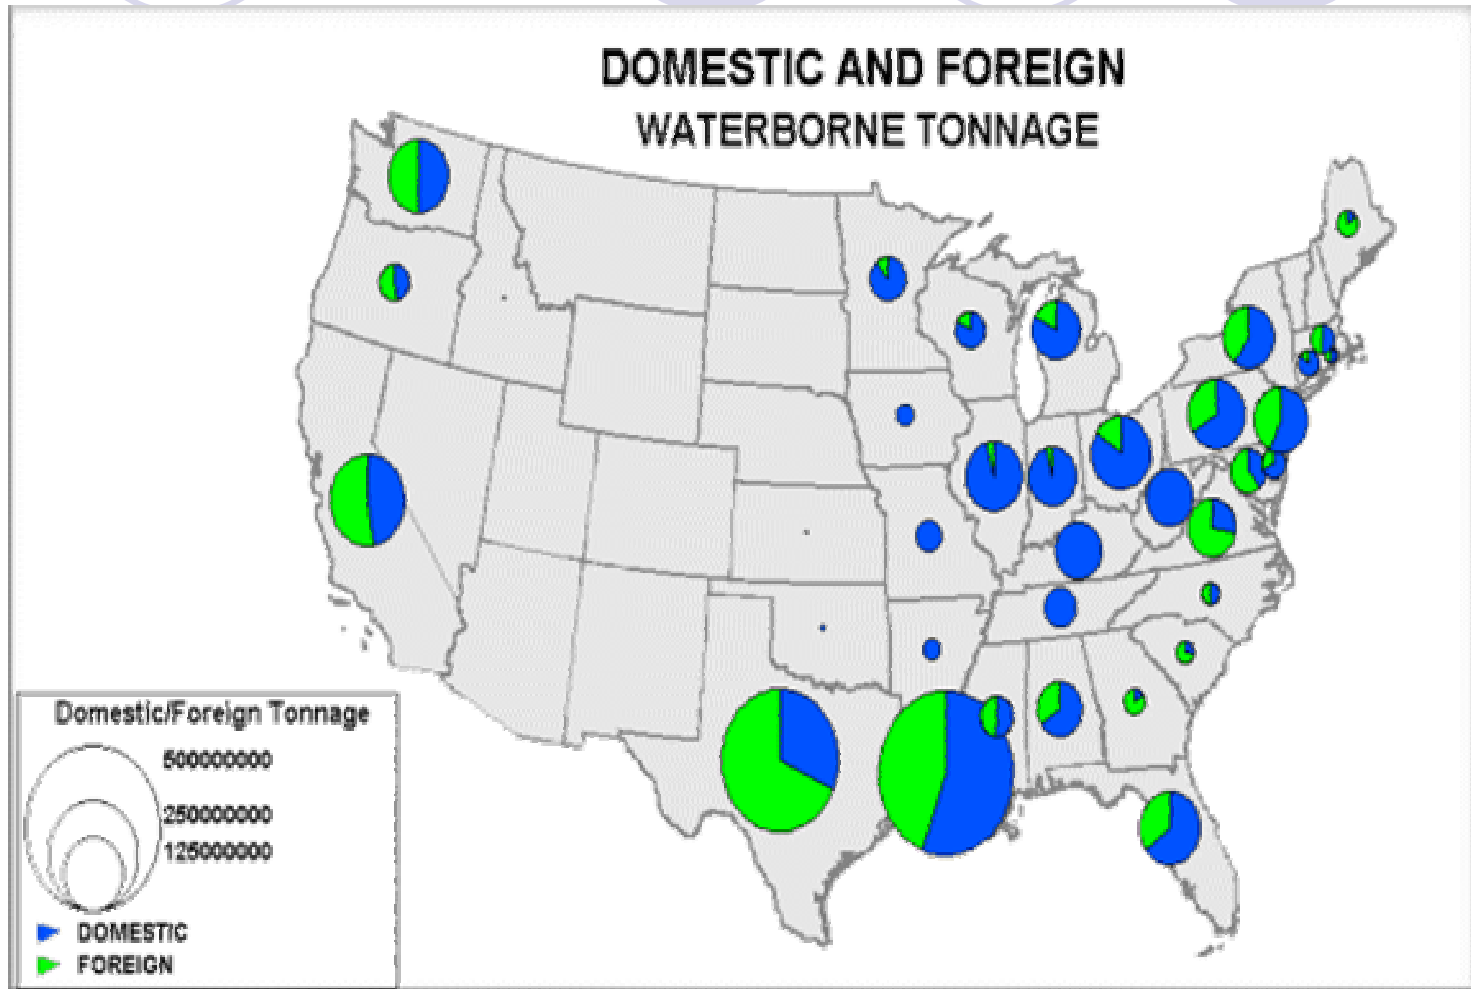 DOMESTIC AND FOREIGN
WATERBORNE TONNAGE
Domestic/Foreign Tonnage
500000000
250000000
125000000
DOMESTIC
FOREIGN